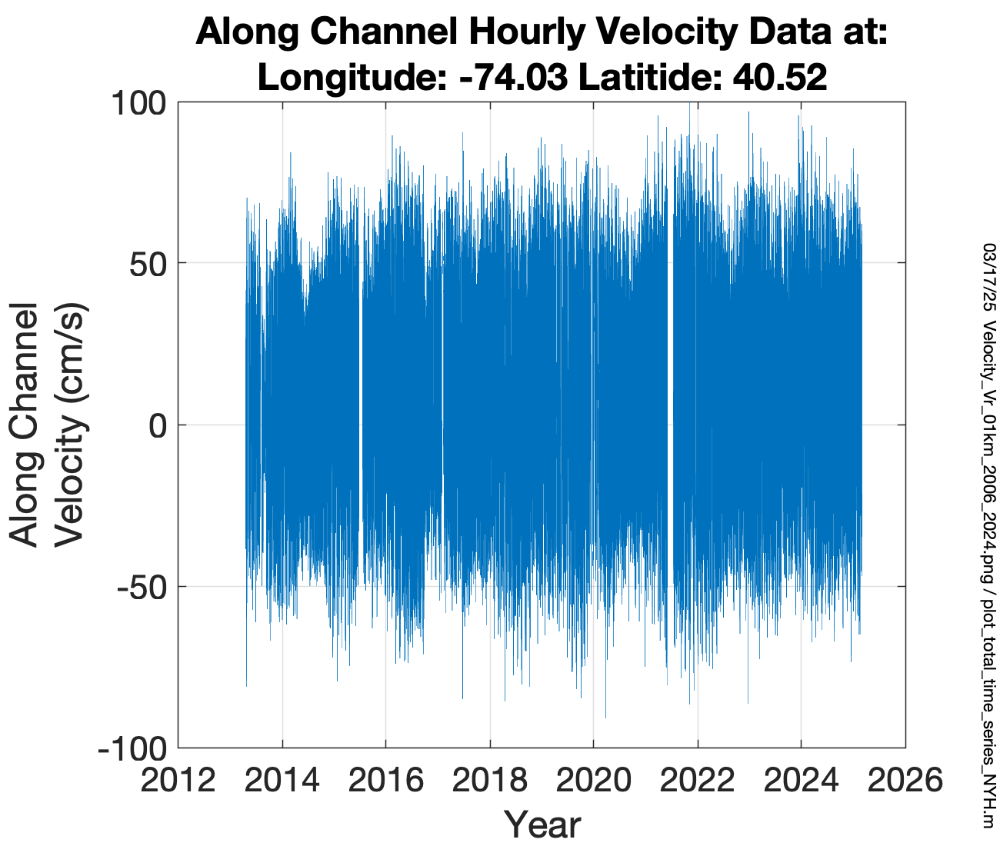 Along Channel Hourly Velocity Data at:
Longitude: -74.03 Latitide: 40.52
100
50
0
-50
-100
Along Channel
Velocity (cm/s)
2012 2014 2016 2018 2020 2022 2024 2026
Year
03/17/25 Velocity_Vr_01km_2006_2024.png / plot_total_time_series_NYH.m